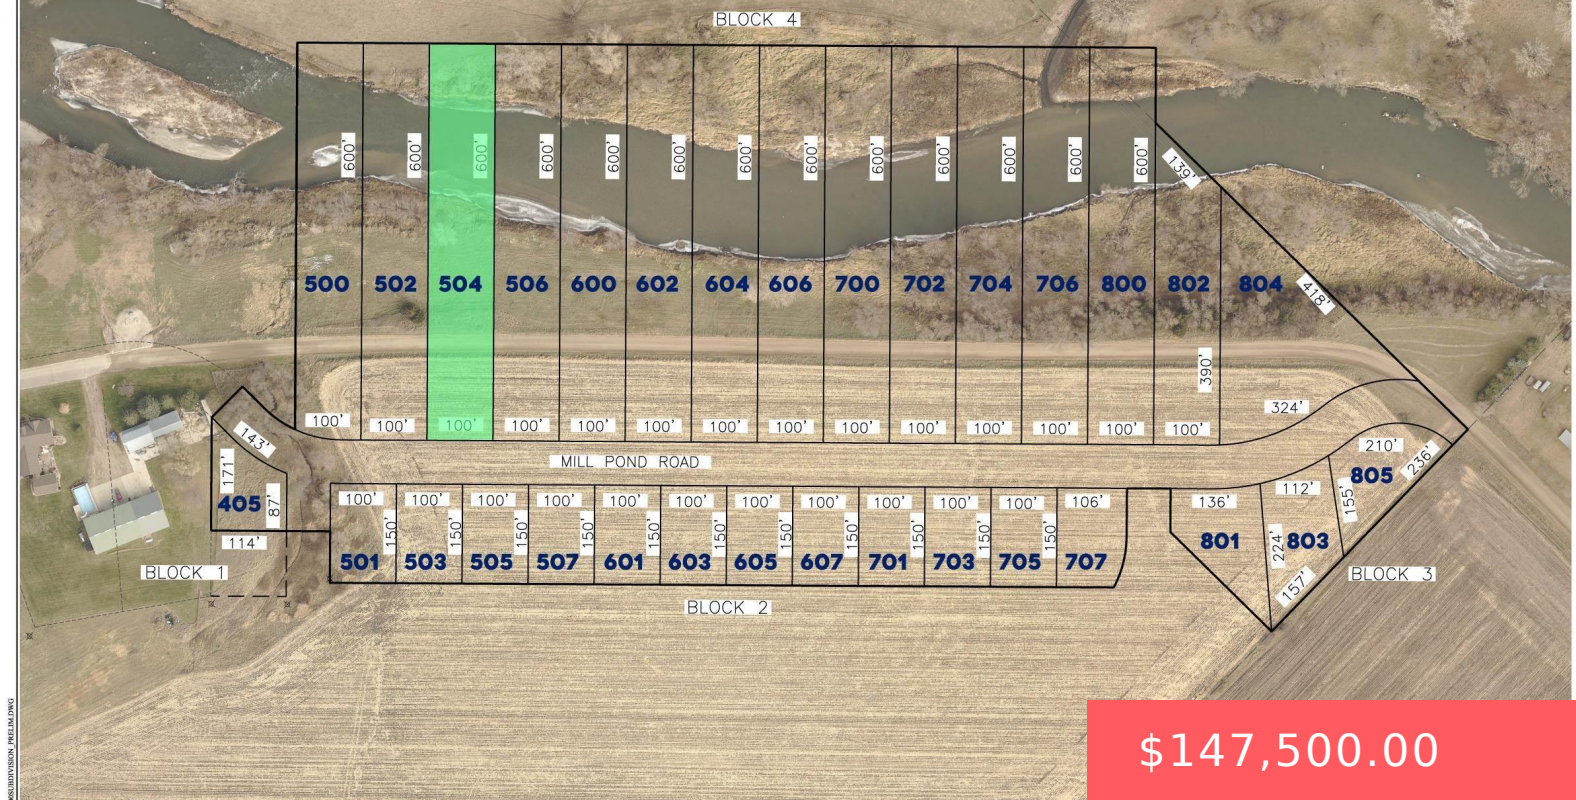 BLOCK 4
600' 600' 600' 600' 600' 600' 600' 600' 600' 600' 600' 600' 600' 139'
500 502 504 506 600 602 604 606 700 702 704 706 800 802 804 418'
390'
324'
100' 100' 100' 100' 100' 100' 100' 100' 100' 100' 100' 100' 100' 100'
143' MILL POND ROAD 210' 236'
171' 405 87' 805
100' 100' 100' 100' 100' 100' 100' 100' 100' 100' 100' 106' 136' 112' 155'
150' 150' 150' 150' 150' 150' 150' 150' 150' 150' 150'
114' 801 224' 803
501 503 505 507 601 603 605 607 701 703 705 707
BLOCK 1 157' BLOCK 3
BLOCK 2
$147,500.00
SUBDIVISION_PRELIM.DWG